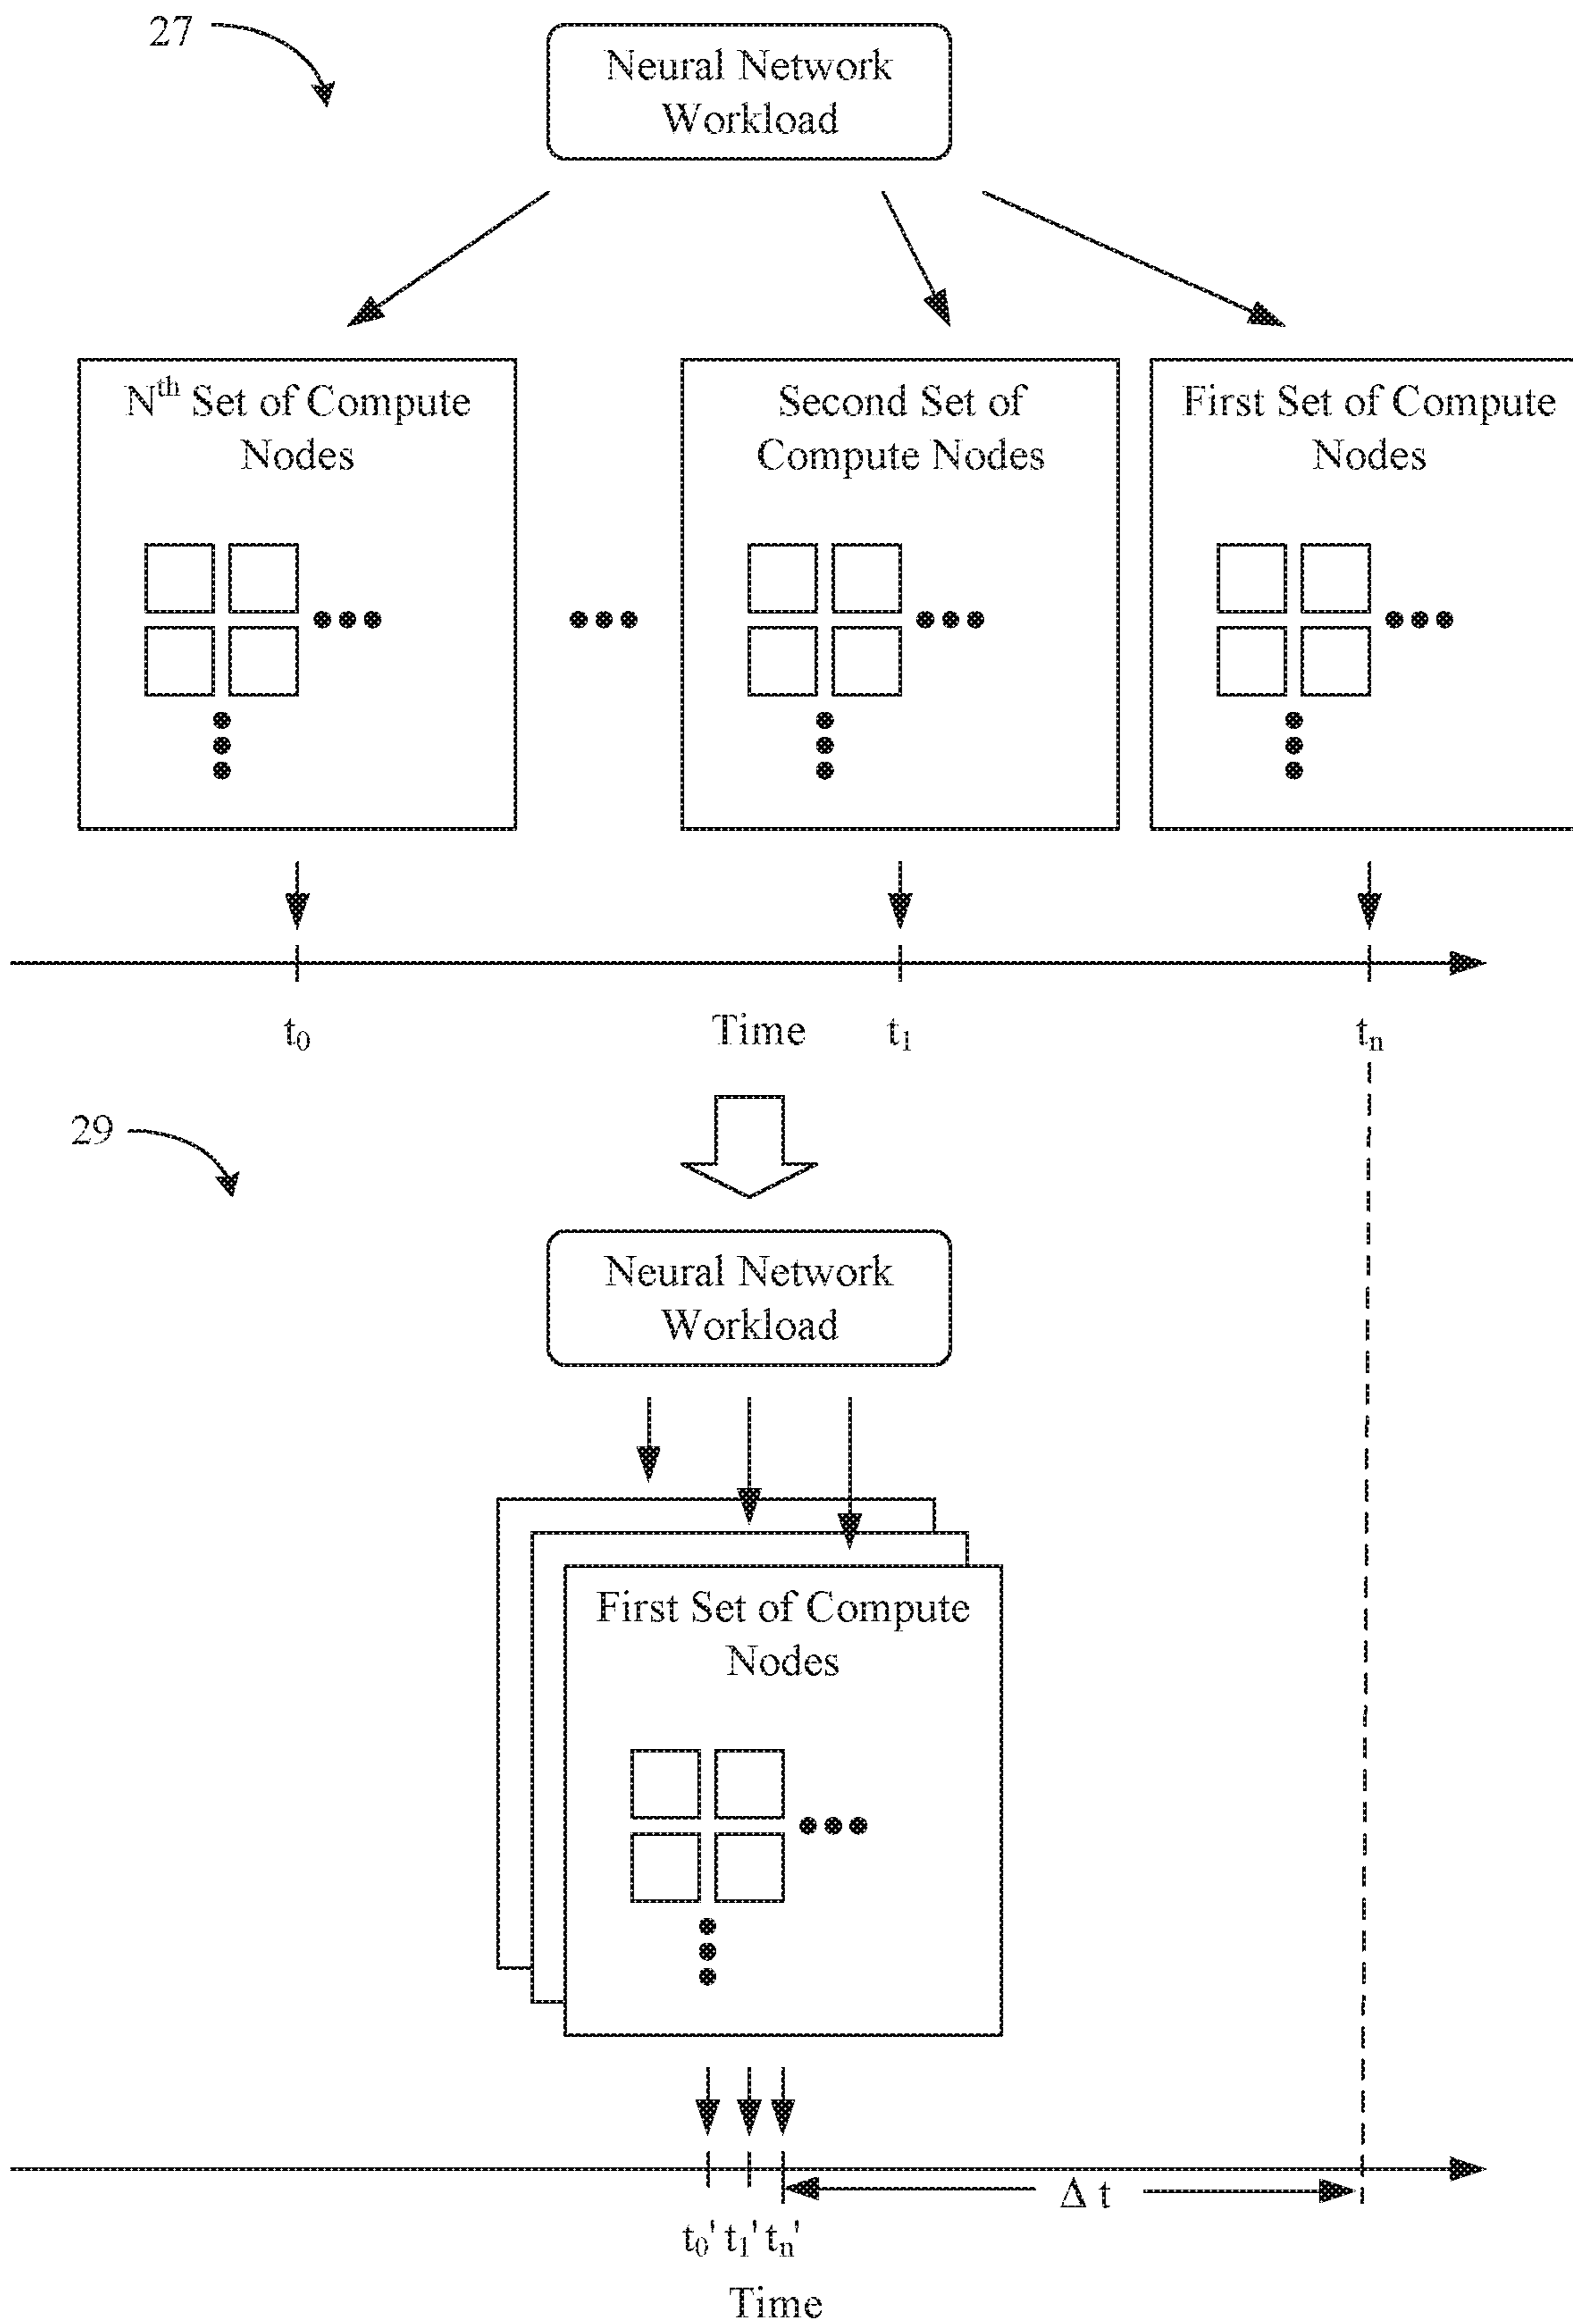 27
Neural Network
Workload
Nth Set of Compute
Nodes
Second Set of
Compute Nodes
First Set of Compute
Nodes
t0
Time
t1
tn
29
Neural Network
Workload
First Set of Compute
Nodes
Δ t
t0' t1' tn'
Time